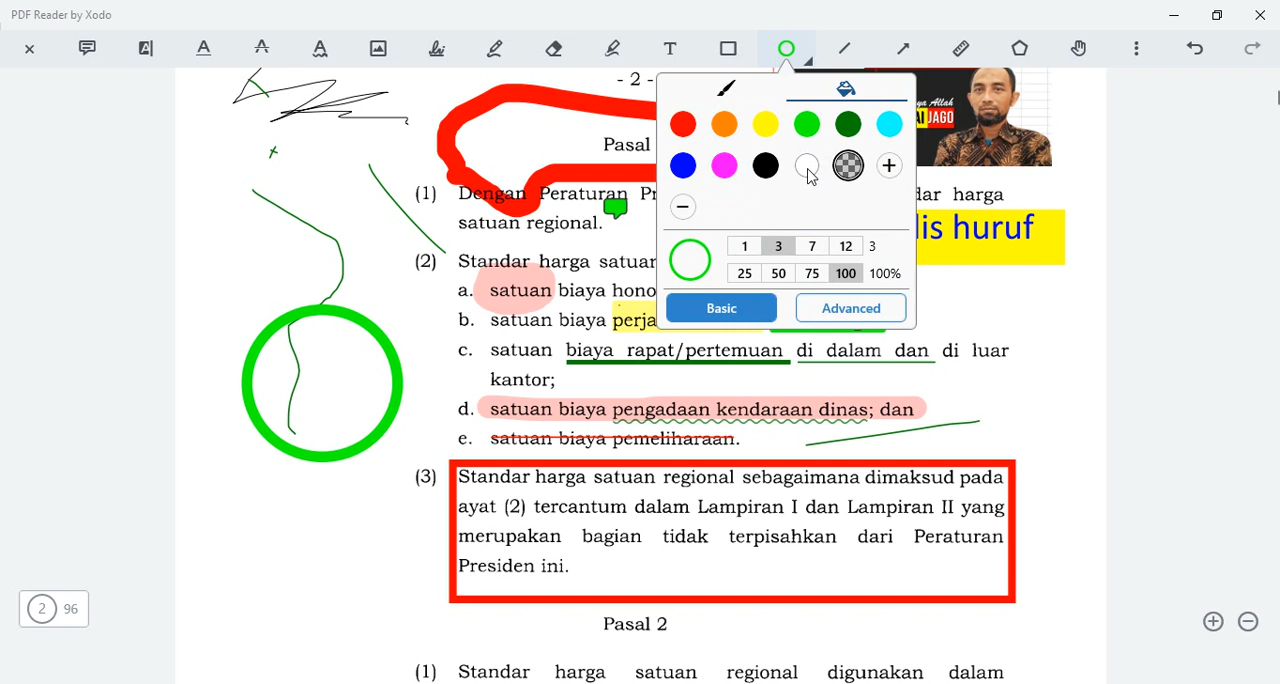 PDF Reader by Xodo
T
- 2 -
ya Allah
AI JAGO
Pasal
(1) Dengan Peraturan Pr dar harga
satuan regional.
lis huruf
(2) Standar harga satuan
a. satuan biaya hono
b. satuan biaya perja
c. satuan biaya rapat/pertemuan di dalam dan di luar
kantor;
d. satuan biaya pengadaan kendaraan dinas; dan
e. satuan biaya pemeliharaan.
1 3 7 12 3
25 50 75 100 100%
Basic Advanced
(3) Standar harga satuan regional sebagaimana dimaksud pada
ayat (2) tercantum dalam Lampiran I dan Lampiran II yang
merupakan bagian tidak terpisahkan dari Peraturan
Presiden ini.
2 96
Pasal 2
(1) Standar harga satuan regional digunakan dalam